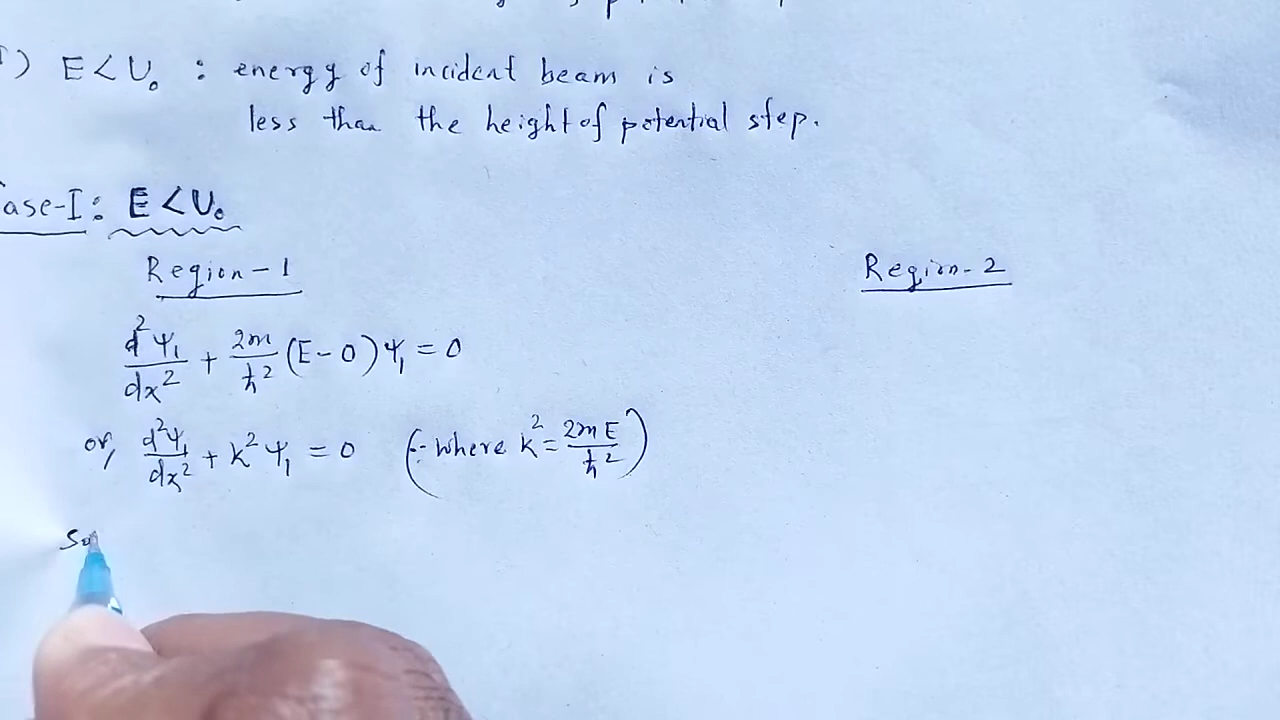 ) E<U₀ : energy of incident beam is
less than the height of potential step.
ase-I: E<U₀
Region-1
Region-2
d²ψ₁/dx² + 2m/ħ² (E-0)ψ₁ = 0
or, d²ψ₁/dx² + k²ψ₁ = 0 (∵ where k² = 2mE/ħ²)
So